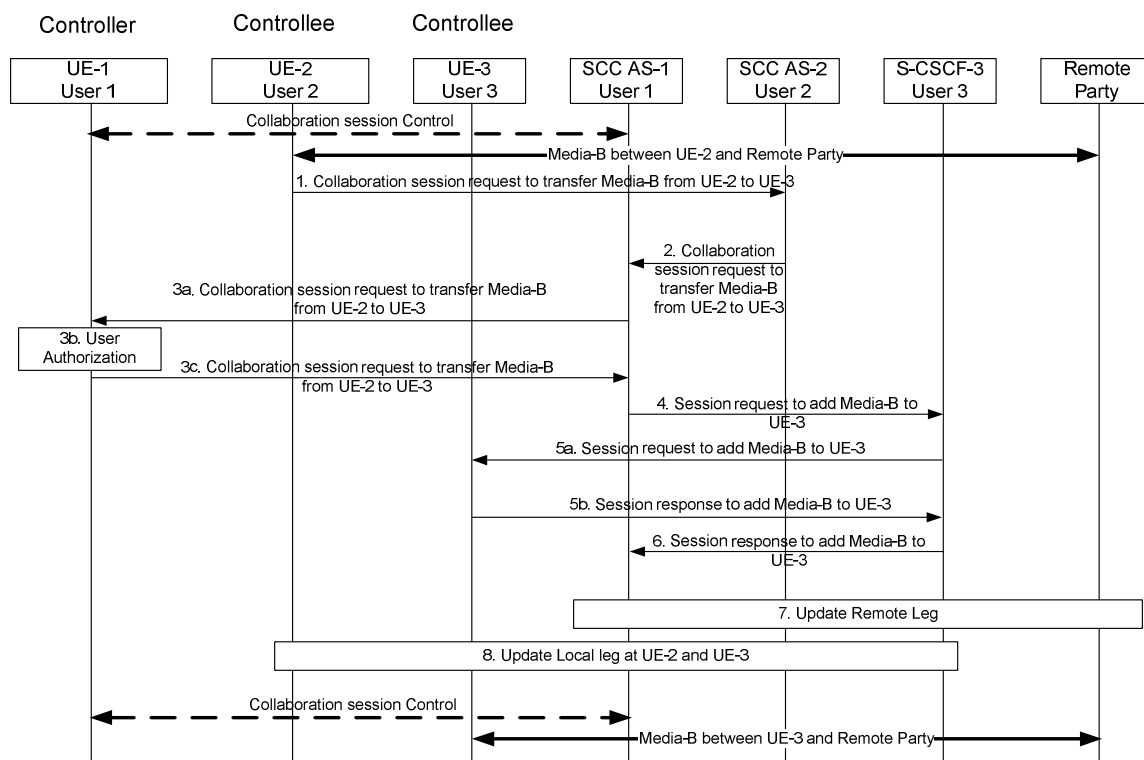 Controller
Controllee
Controllee
UE-1
User 1
UE-2
User 2
UE-3
User 3
SCC AS-1
User 1
SCC AS-2
User 2
S-CSCF-3
User 3
Remote
Party
Collaboration session Control
Media-B between UE-2 and Remote Party
1. Collaboration session request to transfer Media-B from UE-2 to UE-3
2. Collaboration
session request to
transfer Media-B
from UE-2 to UE-3
3a. Collaboration session request to transfer Media-B
from UE-2 to UE-3
3b. User
Authorization
3c. Collaboration session request to transfer Media-B
from UE-2 to UE-3
4. Session request to add Media-B to
UE-3
5a. Session request to add Media-B to UE-3
5b. Session response to add Media-B to UE-3
6. Session response to add Media-B to
UE-3
7. Update Remote Leg
8. Update Local leg at UE-2 and UE-3
Collaboration session Control
Media-B between UE-3 and Remote Party